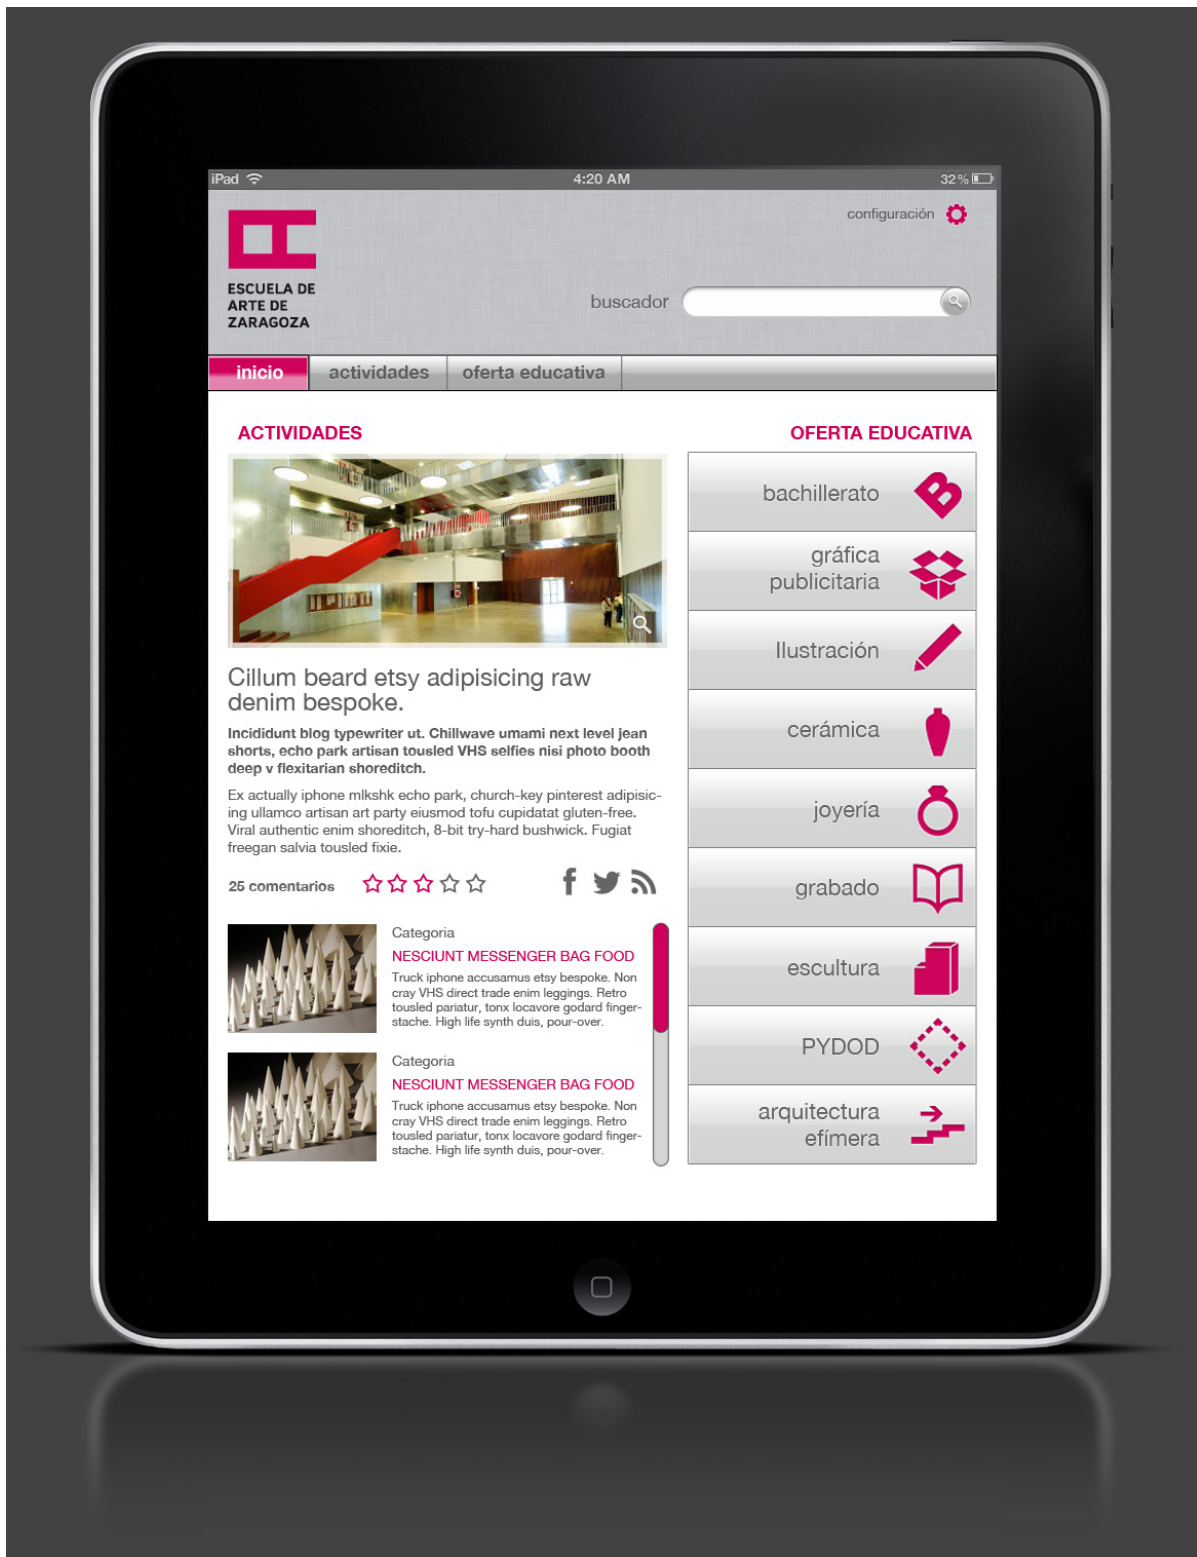 iPad
4:20 AM
32%
configuración
ESCUELA DE
ARTE DE
ZARAGOZA
buscador
inicio
actividades
oferta educativa
ACTIVIDADES
Cillum beard etsy adipisicing raw
denim bespoke.
Incididunt blog typewriter ut. Chillwave umami next level jean
shorts, echo park artisan tousled VHS selfies nisi photo booth
deep v flexitarian shoreditch.
Ex actually iphone mlkshk echo park, church-key pinterest adipisic-
ing ullamco artisan art party eiusmod tofu cupidatat gluten-free.
Viral authentic enim shoreditch, 8-bit try-hard bushwick. Fugiat
freegan salvia tousled fixie.
25 comentarios
Categoria
NESCIUNT MESSENGER BAG FOOD
Truck iphone accusamus etsy bespoke. Non
cray VHS direct trade enim leggings. Retro
tousled pariatur, tonx locavore godard finger-
stache. High life synth duis, pour-over.
Categoria
NESCIUNT MESSENGER BAG FOOD
Truck iphone accusamus etsy bespoke. Non
cray VHS direct trade enim leggings. Retro
tousled pariatur, tonx locavore godard finger-
stache. High life synth duis, pour-over.
OFERTA EDUCATIVA
bachillerato
B
gráfica
publicitaria
Ilustración
cerámica
joyería
grabado
escultura
PYDOD
arquitectura
efímera